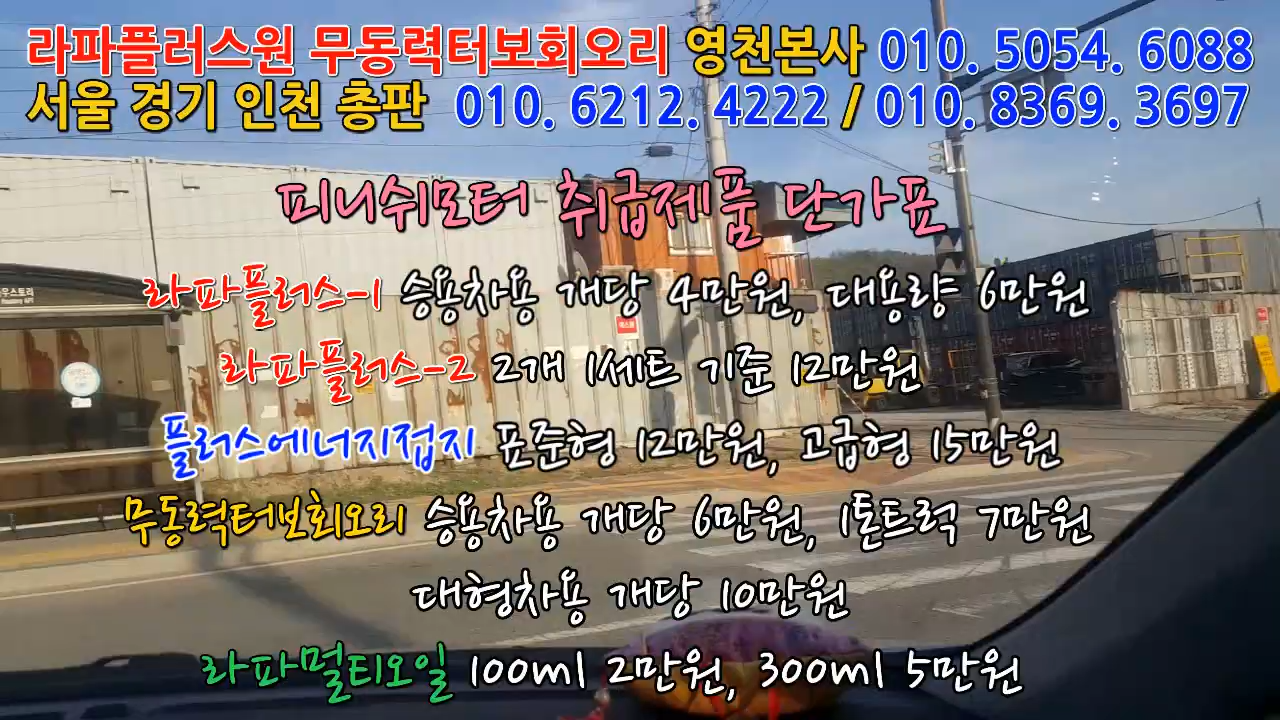 라파플러스원 무동력터보회오리 영천본사 010. 5054. 6088
서울 경기 인천 총판 010. 6212. 4222 / 010. 8369. 3697
피니쉬모터 취급제품 단가표
라파플러스-1 승용차용 개당 4만원, 대용량 6만원
라파플러스-2 2개 1세트 기준 12만원
플러스에너지접지 표준형 12만원, 고급형 15만원
무동력터보회오리 승용차용 개당 6만원, 1톤트럭 7만원
대형차용 개당 10만원
라파멀티오일 100ml 2만원, 300ml 5만원
우스토리